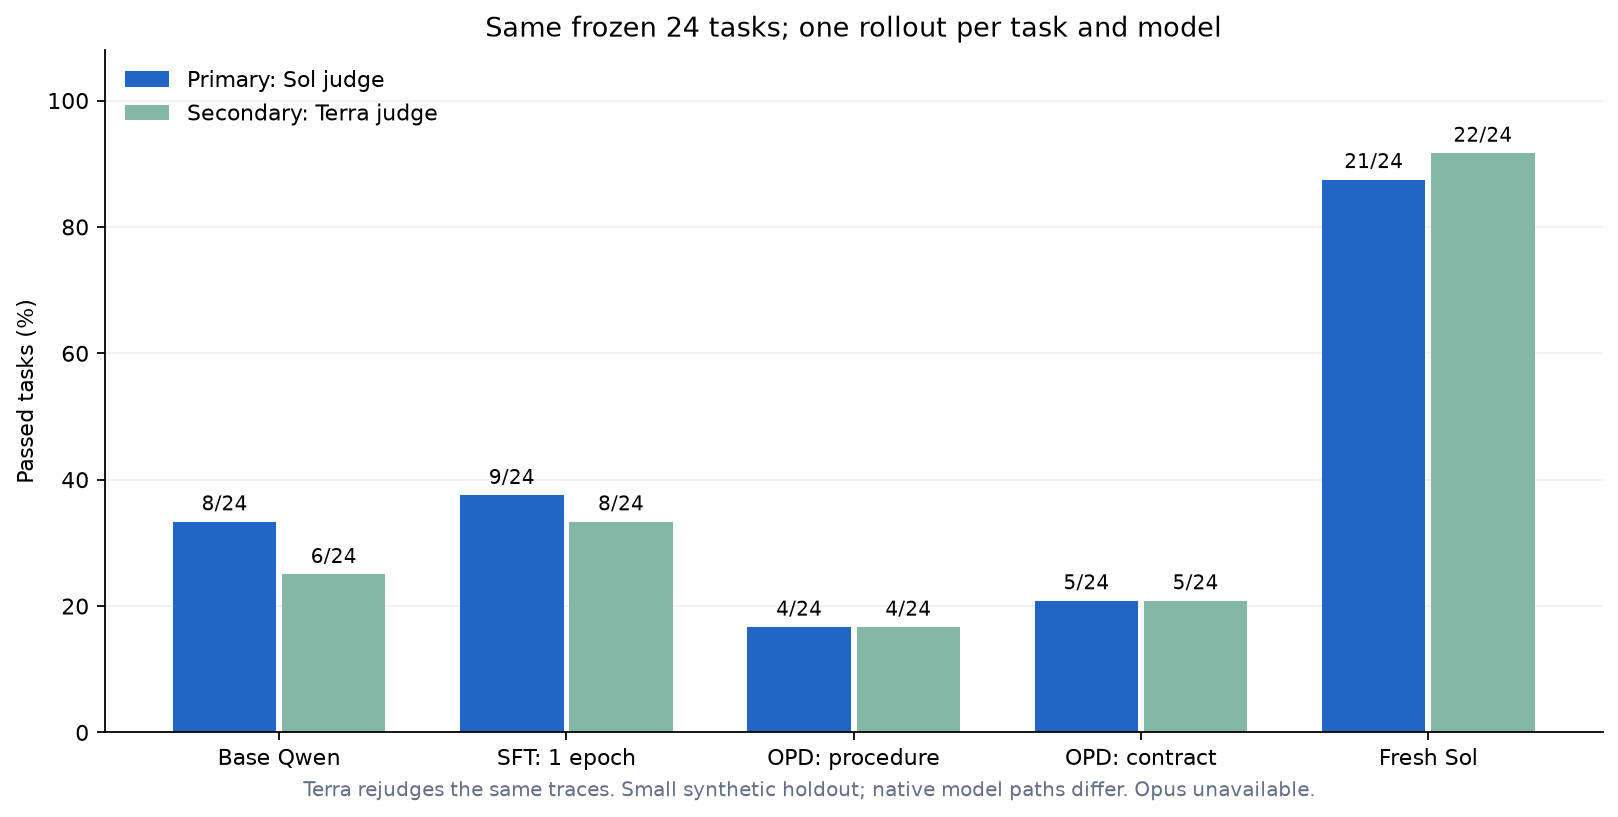 Same frozen 24 tasks; one rollout per task and model
Primary: Sol judge
Secondary: Terra judge
Passed tasks (%)
100
80
60
40
20
0
8/24
6/24
9/24
8/24
4/24
4/24
5/24
5/24
21/24
22/24
Base Qwen
SFT: 1 epoch
OPD: procedure
OPD: contract
Fresh Sol
Terra rejudges the same traces. Small synthetic holdout; native model paths differ. Opus unavailable.